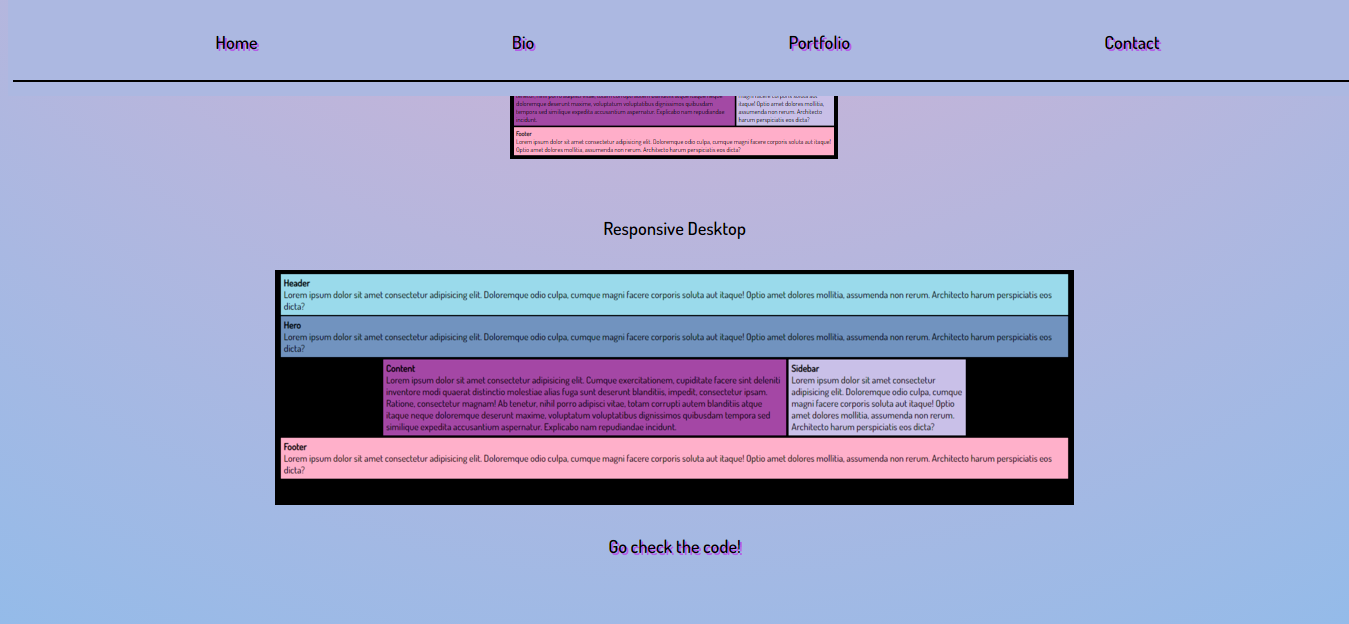 Home Bio Portfolio Contact
doloremque deserunt maxime, voluptatum voluptatibus dignissimos quibusdam
tempora sed similique expedita accusantium aspernatur. Explicabo nam repudiandae
incidunt.
magni facere corporis soluta aut
itaque! Optio amet dolores mollitia,
assumenda non rerum. Architecto
harum perspiciatis eos dicta?
Footer
Lorem ipsum dolor sit amet consectetur adipisicing elit. Doloremque odio culpa, cumque magni facere corporis soluta aut itaque!
Optio amet dolores mollitia, assumenda non rerum. Architecto harum perspiciatis eos dicta?
Responsive Desktop
Header
Lorem ipsum dolor sit amet consectetur adipisicing elit. Doloremque odio culpa, cumque magni facere corporis soluta aut itaque! Optio amet dolores mollitia, assumenda non rerum. Architecto harum perspiciatis eos
dicta?
Hero
Lorem ipsum dolor sit amet consectetur adipisicing elit. Doloremque odio culpa, cumque magni facere corporis soluta aut itaque! Optio amet dolores mollitia, assumenda non rerum. Architecto harum perspiciatis eos
dicta?
Content
Lorem ipsum dolor sit amet consectetur adipisicing elit. Cumque exercitationem, cupiditate facere sint deleniti
inventore modi quaerat distinctio molestiae alias fuga sunt deserunt blanditiis, impedit, consectetur ipsam.
Ratione, consectetur magnam! Ab tenetur, nihil porro adipisci vitae, totam corrupti autem blanditiis atque
itaque neque doloremque deserunt maxime, voluptatum voluptatibus dignissimos quibusdam tempora sed
similique expedita accusantium aspernatur. Explicabo nam repudiandae incidunt.
Sidebar
Lorem ipsum dolor sit amet consectetur
adipisicing elit. Doloremque odio culpa, cumque
magni facere corporis soluta aut itaque! Optio
amet dolores mollitia, assumenda non rerum.
Architecto harum perspiciatis eos dicta?
Footer
Lorem ipsum dolor sit amet consectetur adipisicing elit. Doloremque odio culpa, cumque magni facere corporis soluta aut itaque! Optio amet dolores mollitia, assumenda non rerum. Architecto harum perspiciatis eos
dicta?
Go check the code!